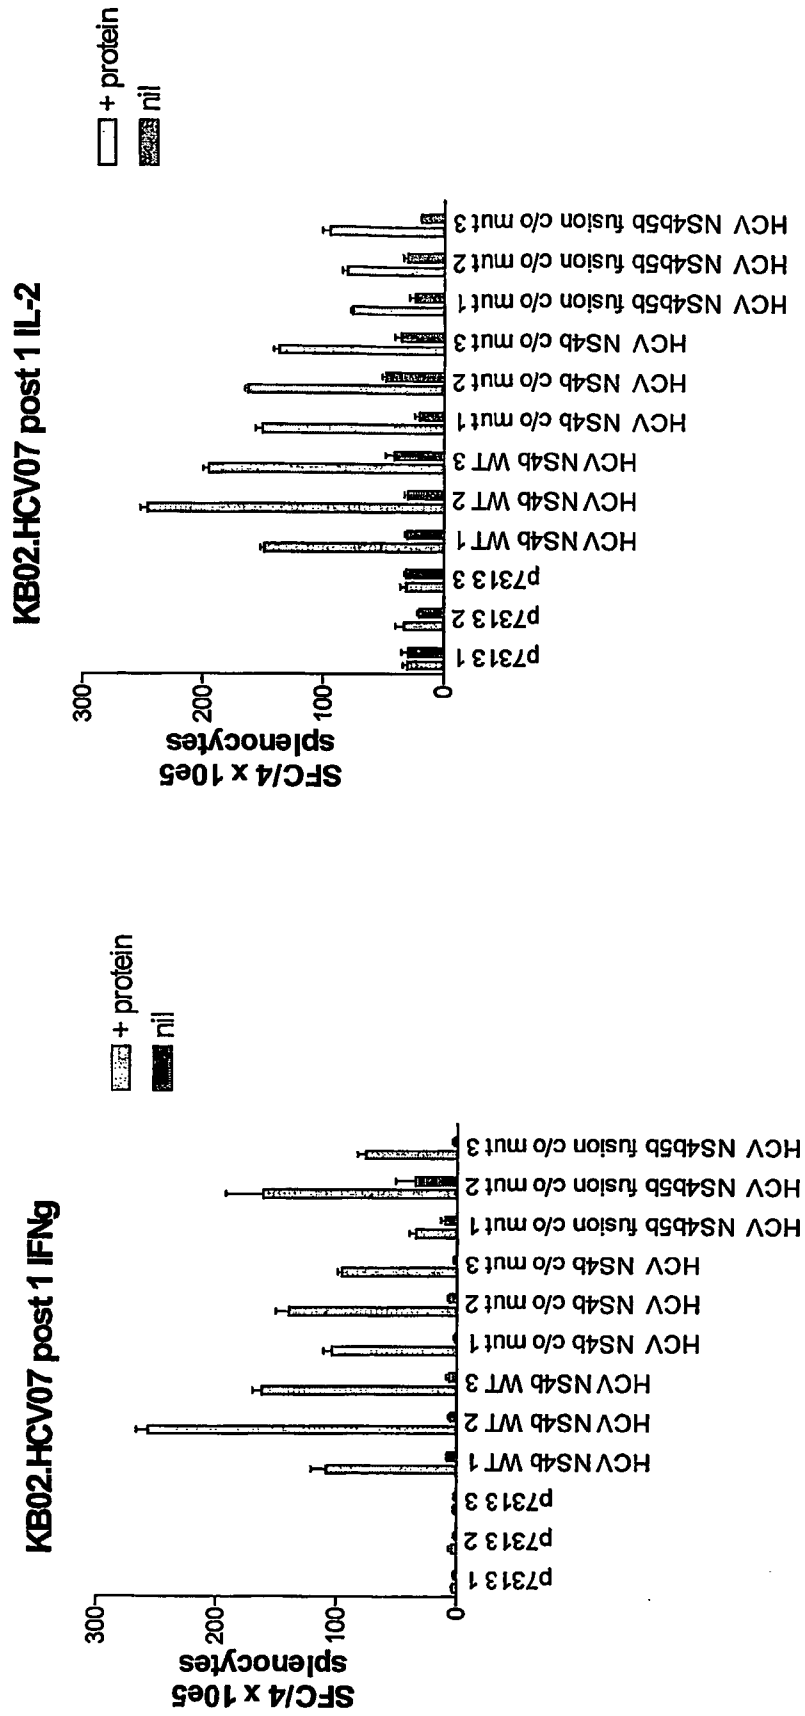 KB02.HCV07 post 1 IFNg
+ protein
nil
SFC/4 x 10e5
splenocytes
300
200
100
0
p7313 1
p7313 2
p7313 3
HCV NS4b WT 1
HCV NS4b WT 2
HCV NS4b WT 3
HCV NS4b c/o mut 1
HCV NS4b c/o mut 2
HCV NS4b c/o mut 3
HCV NS4b5b fusion c/o mut 1
HCV NS4b5b fusion c/o mut 2
HCV NS4b5b fusion c/o mut 3
KB02.HCV07 post 1 IL-2
+ protein
nil
SFC/4 x 10e5
splenocytes
300
200
100
0
p7313 1
p7313 2
p7313 3
HCV NS4b WT 1
HCV NS4b WT 2
HCV NS4b WT 3
HCV NS4b c/o mut 1
HCV NS4b c/o mut 2
HCV NS4b c/o mut 3
HCV NS4b5b fusion c/o mut 1
HCV NS4b5b fusion c/o mut 2
HCV NS4b5b fusion c/o mut 3